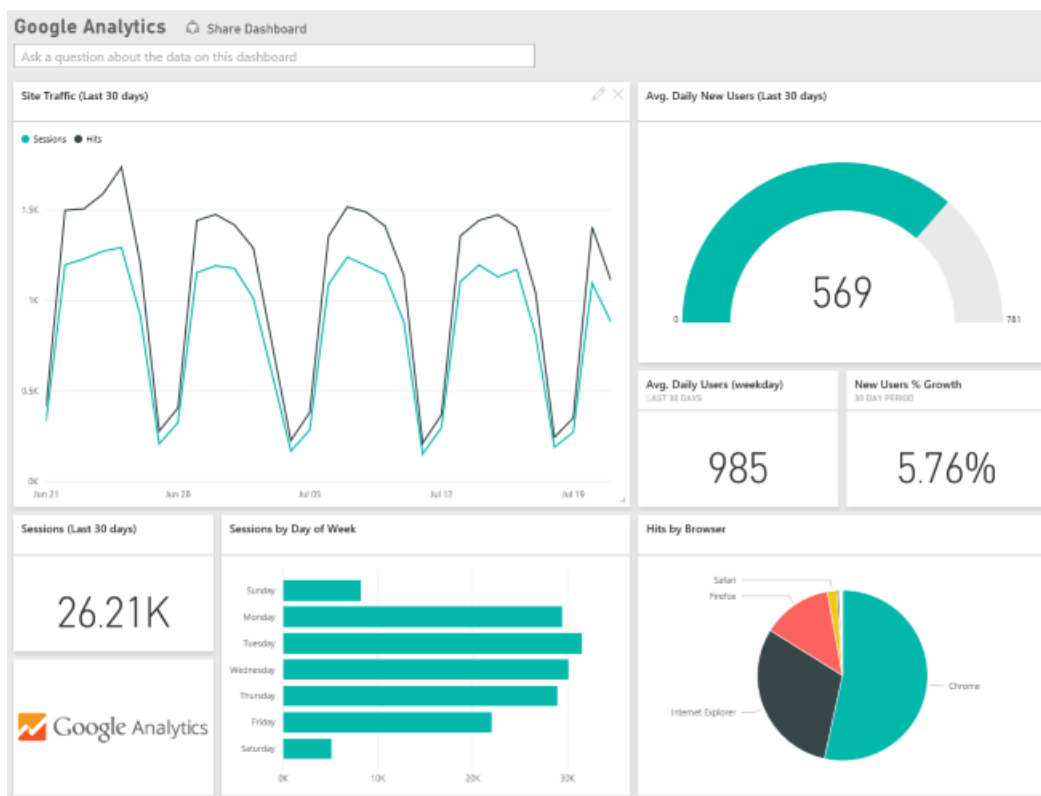 Google Analytics Share Dashboard
Ask a question about the data on this dashboard
Site Traffic (Last 30 days)
Sessions Hits
1.5K
1K
0.5K
0K
Jun 21 Jun 28 Jul 05 Jul 12 Jul 19
Avg. Daily New Users (Last 30 days)
569
0 781
Avg. Daily Users (weekday)
LAST 30 DAYS
985
New Users % Growth
30 DAY PERIOD
5.76%
Sessions (Last 30 days)
26.21K
Google Analytics
Sessions by Day of Week
Sunday
Monday
Tuesday
Wednesday
Thursday
Friday
Saturday
0K 10K 20K 30K
Hits by Browser
Safari
Firefox
Chrome
Internet Explorer